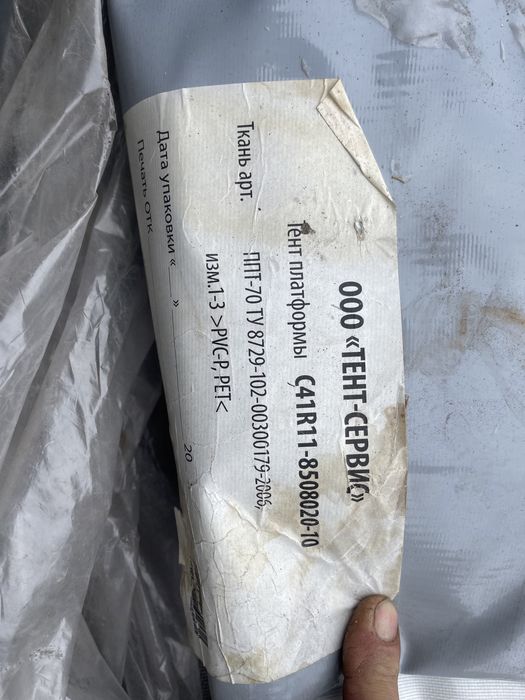 ООО «ТЕНТ-СЕРВИС»
Тент платформы С41R11-8508020-10
Ткань арт. ППТ-70 ТУ 8729-102-00300179-2006,
изм.1-3 >PVC-P, PET<
Дата упаковки «____» 20
Печать ОТК